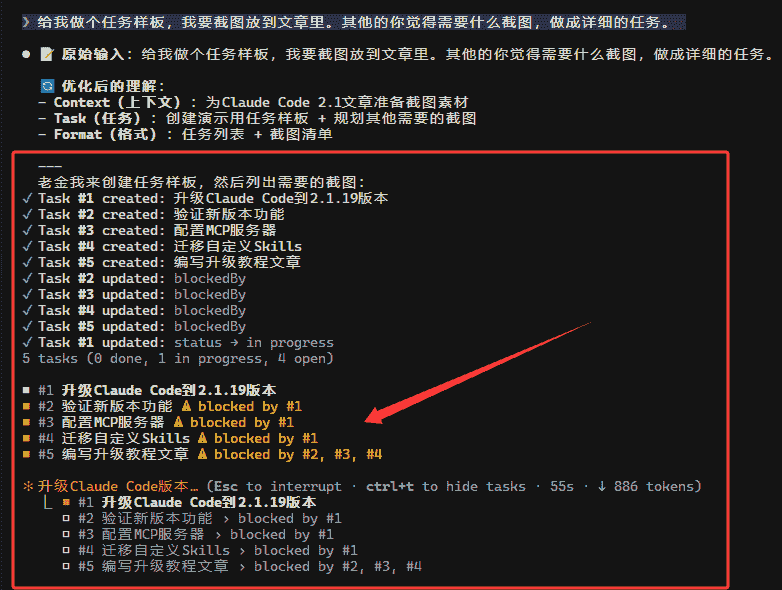 > 给我做个任务样板，我要截图放到文章里。其他的你觉得需要什么截图，做成详细的任务。
● 📝 原始输入：给我做个任务样板，我要截图放到文章里。其他的你觉得需要什么截图，做成详细的任务。
🔄 优化后的理解：
- Context（上下文）：为Claude Code 2.1文章准备截图素材
- Task（任务）：创建演示用任务样板 + 规划其他需要的截图
- Format（格式）：任务列表 + 截图清单
---
老金我来创建任务样板，然后列出需要的截图：
✓ Task #1 created: 升级Claude Code到2.1.19版本
✓ Task #2 created: 验证新版本功能
✓ Task #3 created: 配置MCP服务器
✓ Task #4 created: 迁移自定义Skills
✓ Task #5 created: 编写升级教程文章
✓ Task #2 updated: blockedBy
✓ Task #3 updated: blockedBy
✓ Task #4 updated: blockedBy
✓ Task #5 updated: blockedBy
✓ Task #1 updated: status → in progress
5 tasks (0 done, 1 in progress, 4 open)
■ #1 升级Claude Code到2.1.19版本
■ #2 验证新版本功能 ⚠ blocked by #1
■ #3 配置MCP服务器 ⚠ blocked by #1
■ #4 迁移自定义Skills ⚠ blocked by #1
■ #5 编写升级教程文章 ⚠ blocked by #2, #3, #4
※ 升级Claude Code版本… (Esc to interrupt · ctrl+t to hide tasks · 55s · ↓ 886 tokens)
⎣ ▪ #1 升级Claude Code到2.1.19版本
□ #2 验证新版本功能 › blocked by #1
□ #3 配置MCP服务器 › blocked by #1
□ #4 迁移自定义Skills › blocked by #1
□ #5 编写升级教程文章 › blocked by #2, #3, #4